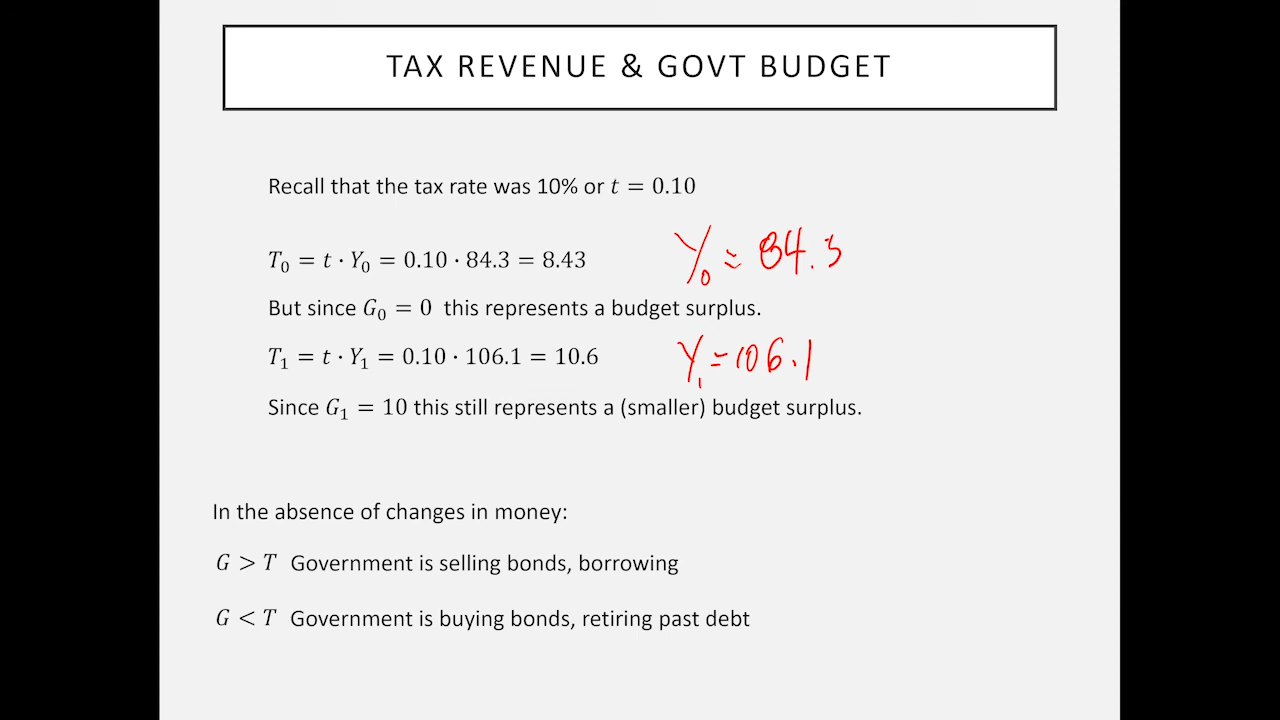 TAX REVENUE & GOVT BUDGET
Recall that the tax rate was 10% or t = 0.10
T₀ = t · Y₀ = 0.10 · 84.3 = 8.43
Y₀ ≈ 84.3
But since G₀ = 0 this represents a budget surplus.
T₁ = t · Y₁ = 0.10 · 106.1 = 10.6
Y₁ = 106.1
Since G₁ = 10 this still represents a (smaller) budget surplus.
In the absence of changes in money:
G > T Government is selling bonds, borrowing
G < T Government is buying bonds, retiring past debt